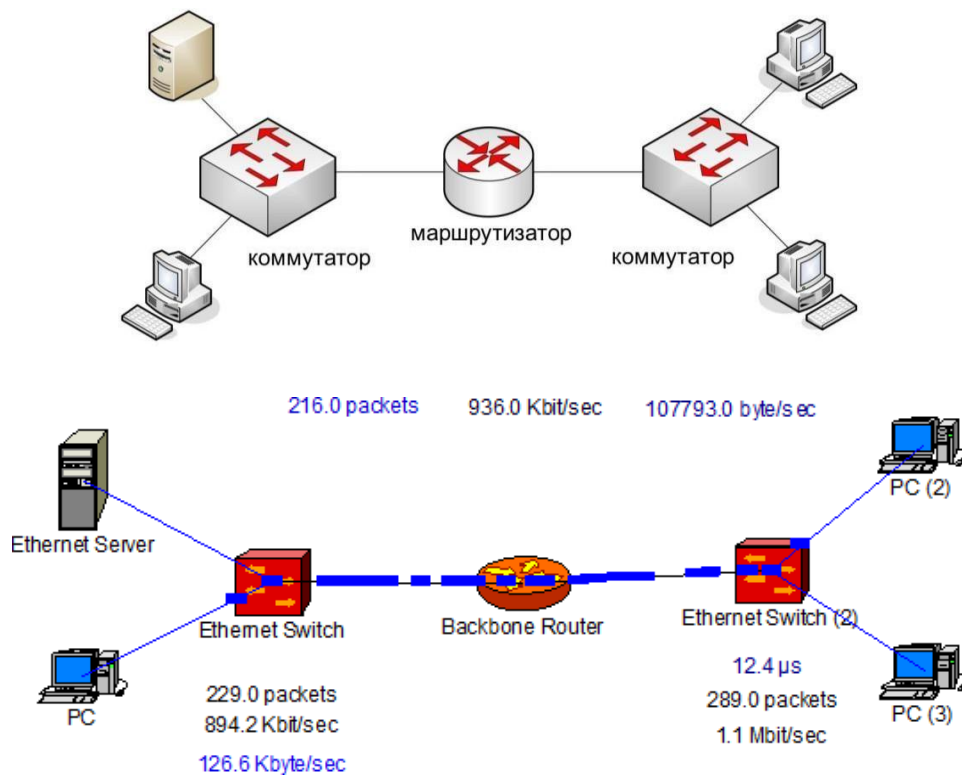 коммутатор
маршрутизатор
коммутатор
216.0 packets
936.0 Kbit/sec
107793.0 byte/sec
PC (2)
Ethernet Server
Ethernet Switch
Backbone Router
Ethernet Switch (2)
PC
PC (3)
229.0 packets
894.2 Kbit/sec
126.6 Kbyte/sec
12.4 µs
289.0 packets
1.1 Mbit/sec